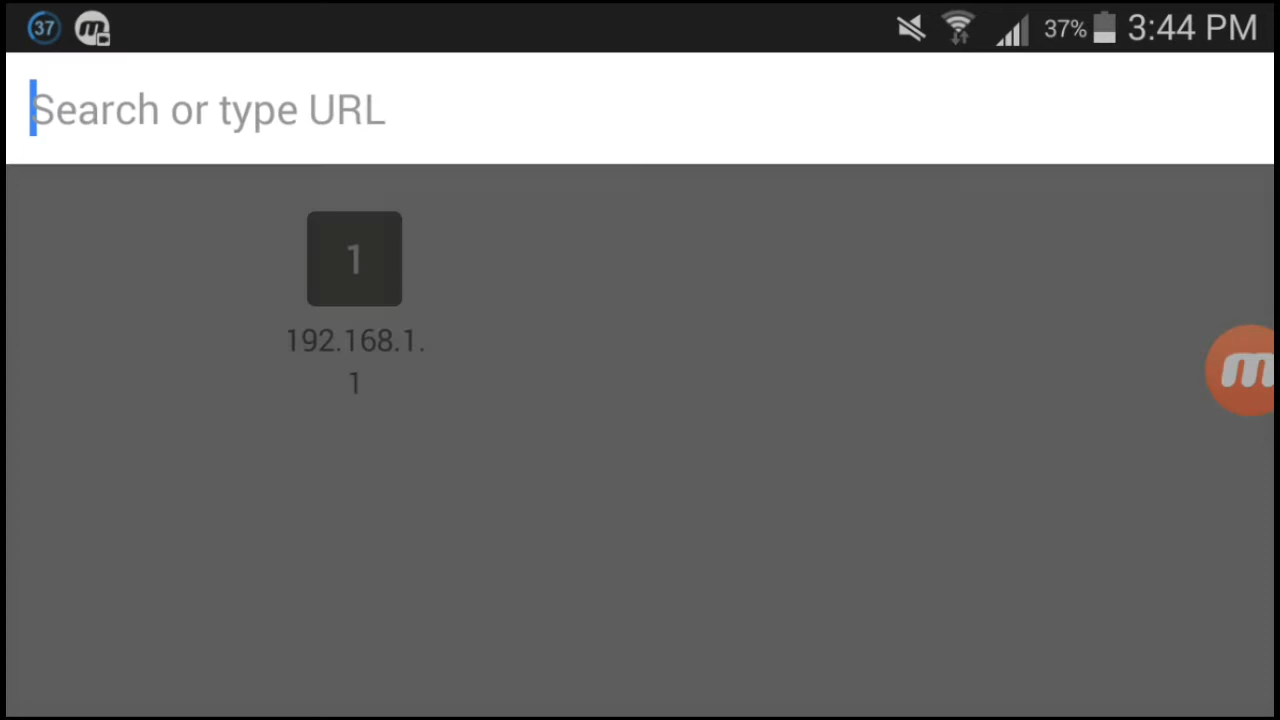 37 m 37% 3:44 PM
Search or type URL
1
192.168.1.
1
m